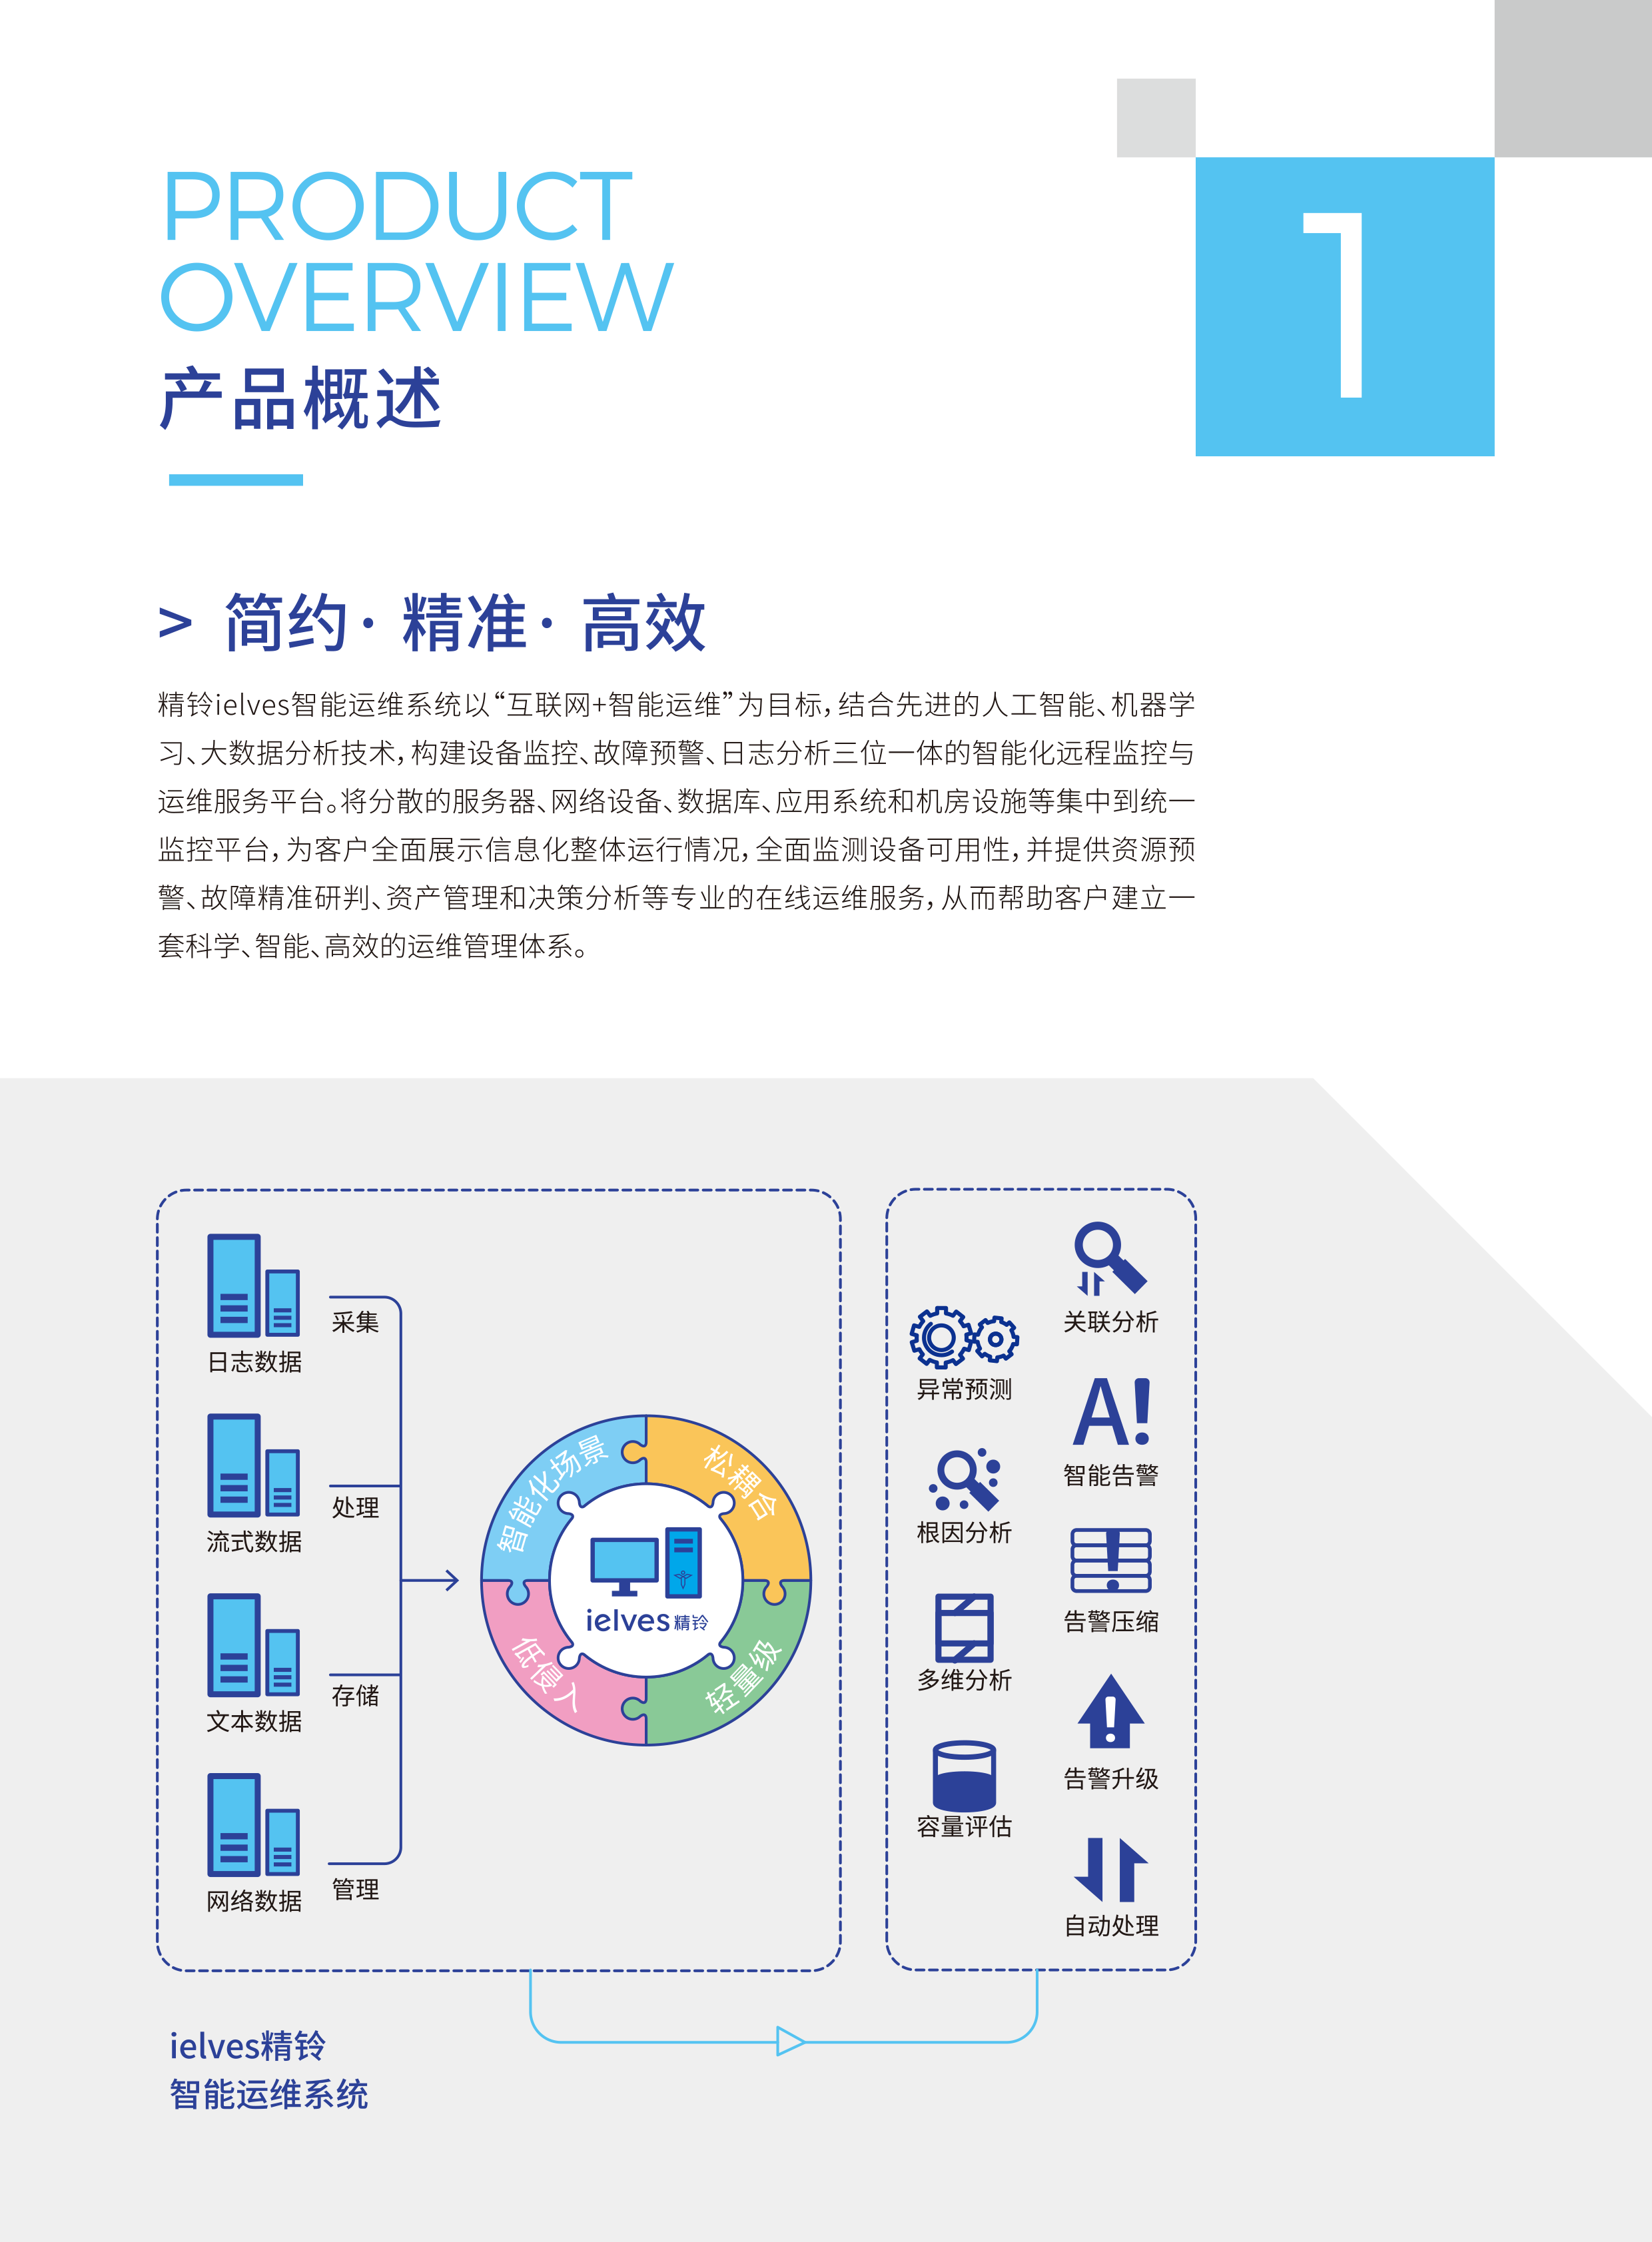 1
PRODUCT
OVERVIEW
产品概述
> 简约· 精准· 高效
精铃ielves智能运维系统以“互联网+智能运维”为目标，结合先进的人工智能、机器学
习、大数据分析技术，构建设备监控、故障预警、日志分析三位一体的智能化远程监控与
运维服务平台。将分散的服务器、网络设备、数据库、应用系统和机房设施等集中到统一
监控平台，为客户全面展示信息化整体运行情况，全面监测设备可用性，并提供资源预
警、故障精准研判、资产管理和决策分析等专业的在线运维服务，从而帮助客户建立一
套科学、智能、高效的运维管理体系。
日志数据
流式数据
文本数据
网络数据
采集
处理
存储
管理
智能化场景
松耦合
低侵入
轻量级
ielves 精铃
异常预测
根因分析
多维分析
容量评估
关联分析
A!
智能告警
告警压缩
告警升级
自动处理
ielves精铃
智能运维系统